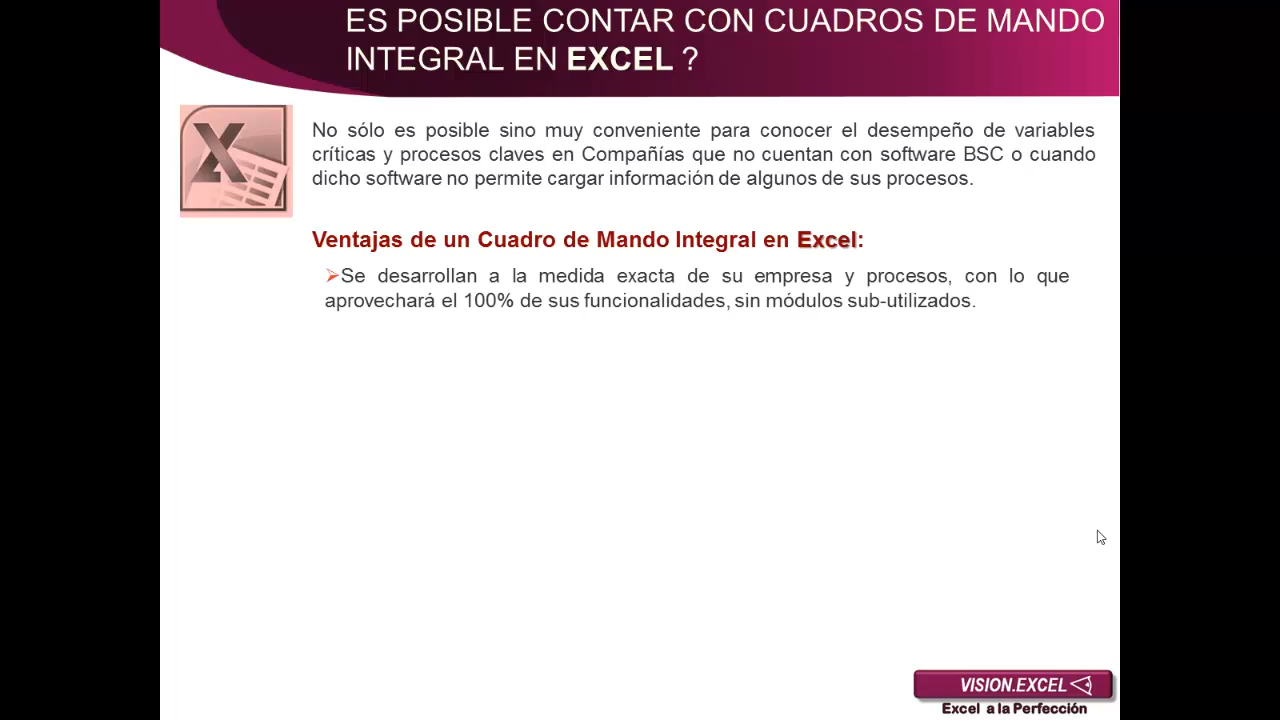 ES POSIBLE CONTAR CON CUADROS DE MANDO
INTEGRAL EN EXCEL ?
No sólo es posible sino muy conveniente para conocer el desempeño de variables
críticas y procesos claves en Compañías que no cuentan con software BSC o cuando
dicho software no permite cargar información de algunos de sus procesos.
Ventajas de un Cuadro de Mando Integral en Excel:
➢Se desarrollan a la medida exacta de su empresa y procesos, con lo que
aprovechará el 100% de sus funcionalidades, sin módulos sub-utilizados.
VISION.EXCEL
Excel a la Perfección